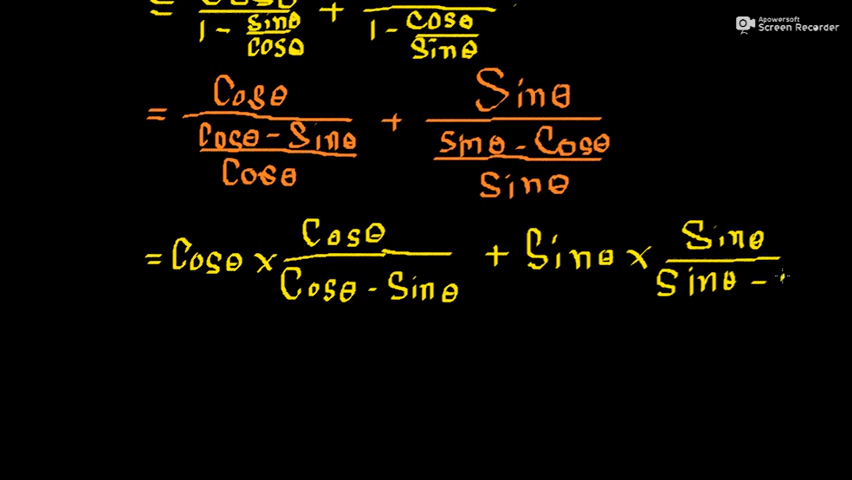 = Cosθ / (1 - Sinθ/Cosθ) + / (1 - Cosθ/Sinθ)
Apowersoft
Screen Recorder
= Cosθ / ((Cosθ - Sinθ) / Cosθ) + Sinθ / ((Sinθ - Cosθ) / Sinθ)
= Cosθ × Cosθ / (Cosθ - Sinθ) + Sinθ × Sinθ / (Sinθ -